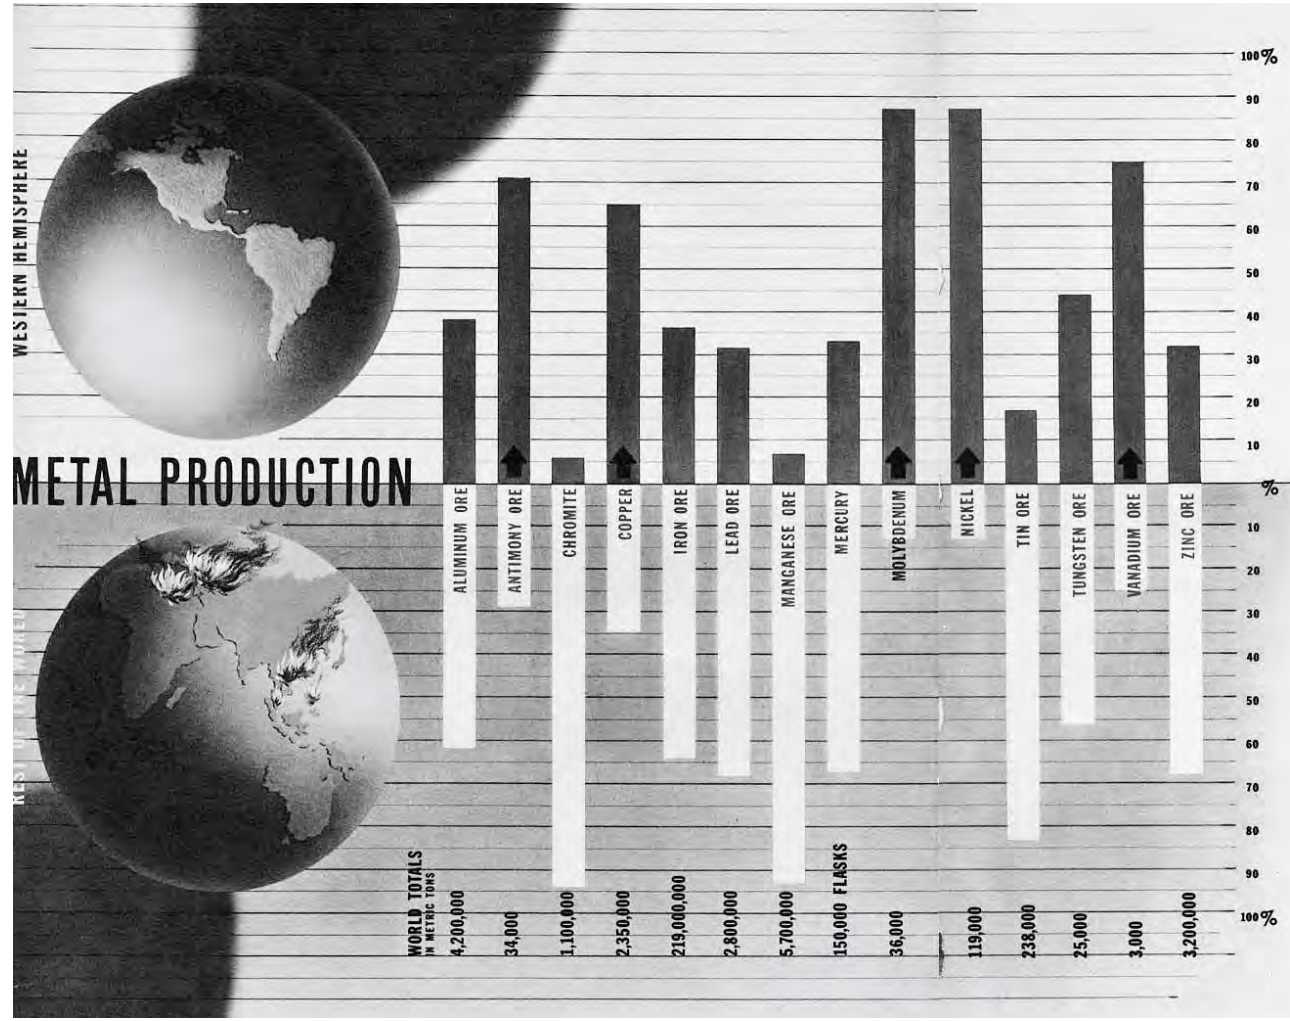 WESTERN HEMISPHERE
METAL PRODUCTION
REST OF THE WORLD
100%
90
80
70
60
50
40
30
20
10
%
10
20
30
40
50
60
70
80
90
100%
ALUMINUM ORE
ANTIMONY ORE
CHROMITE
COPPER
IRON ORE
LEAD ORE
MANGANESE ORE
MERCURY
MOLYBDENUM
NICKEL
TIN ORE
TUNGSTEN ORE
VANADIUM ORE
ZINC ORE
WORLD TOTALS
IN METRIC TONS
4,200,000
34,000
1,100,000
2,350,000
219,000,000
2,800,000
5,700,000
150,000 FLASKS
36,000
119,000
238,000
25,000
3,000
3,200,000